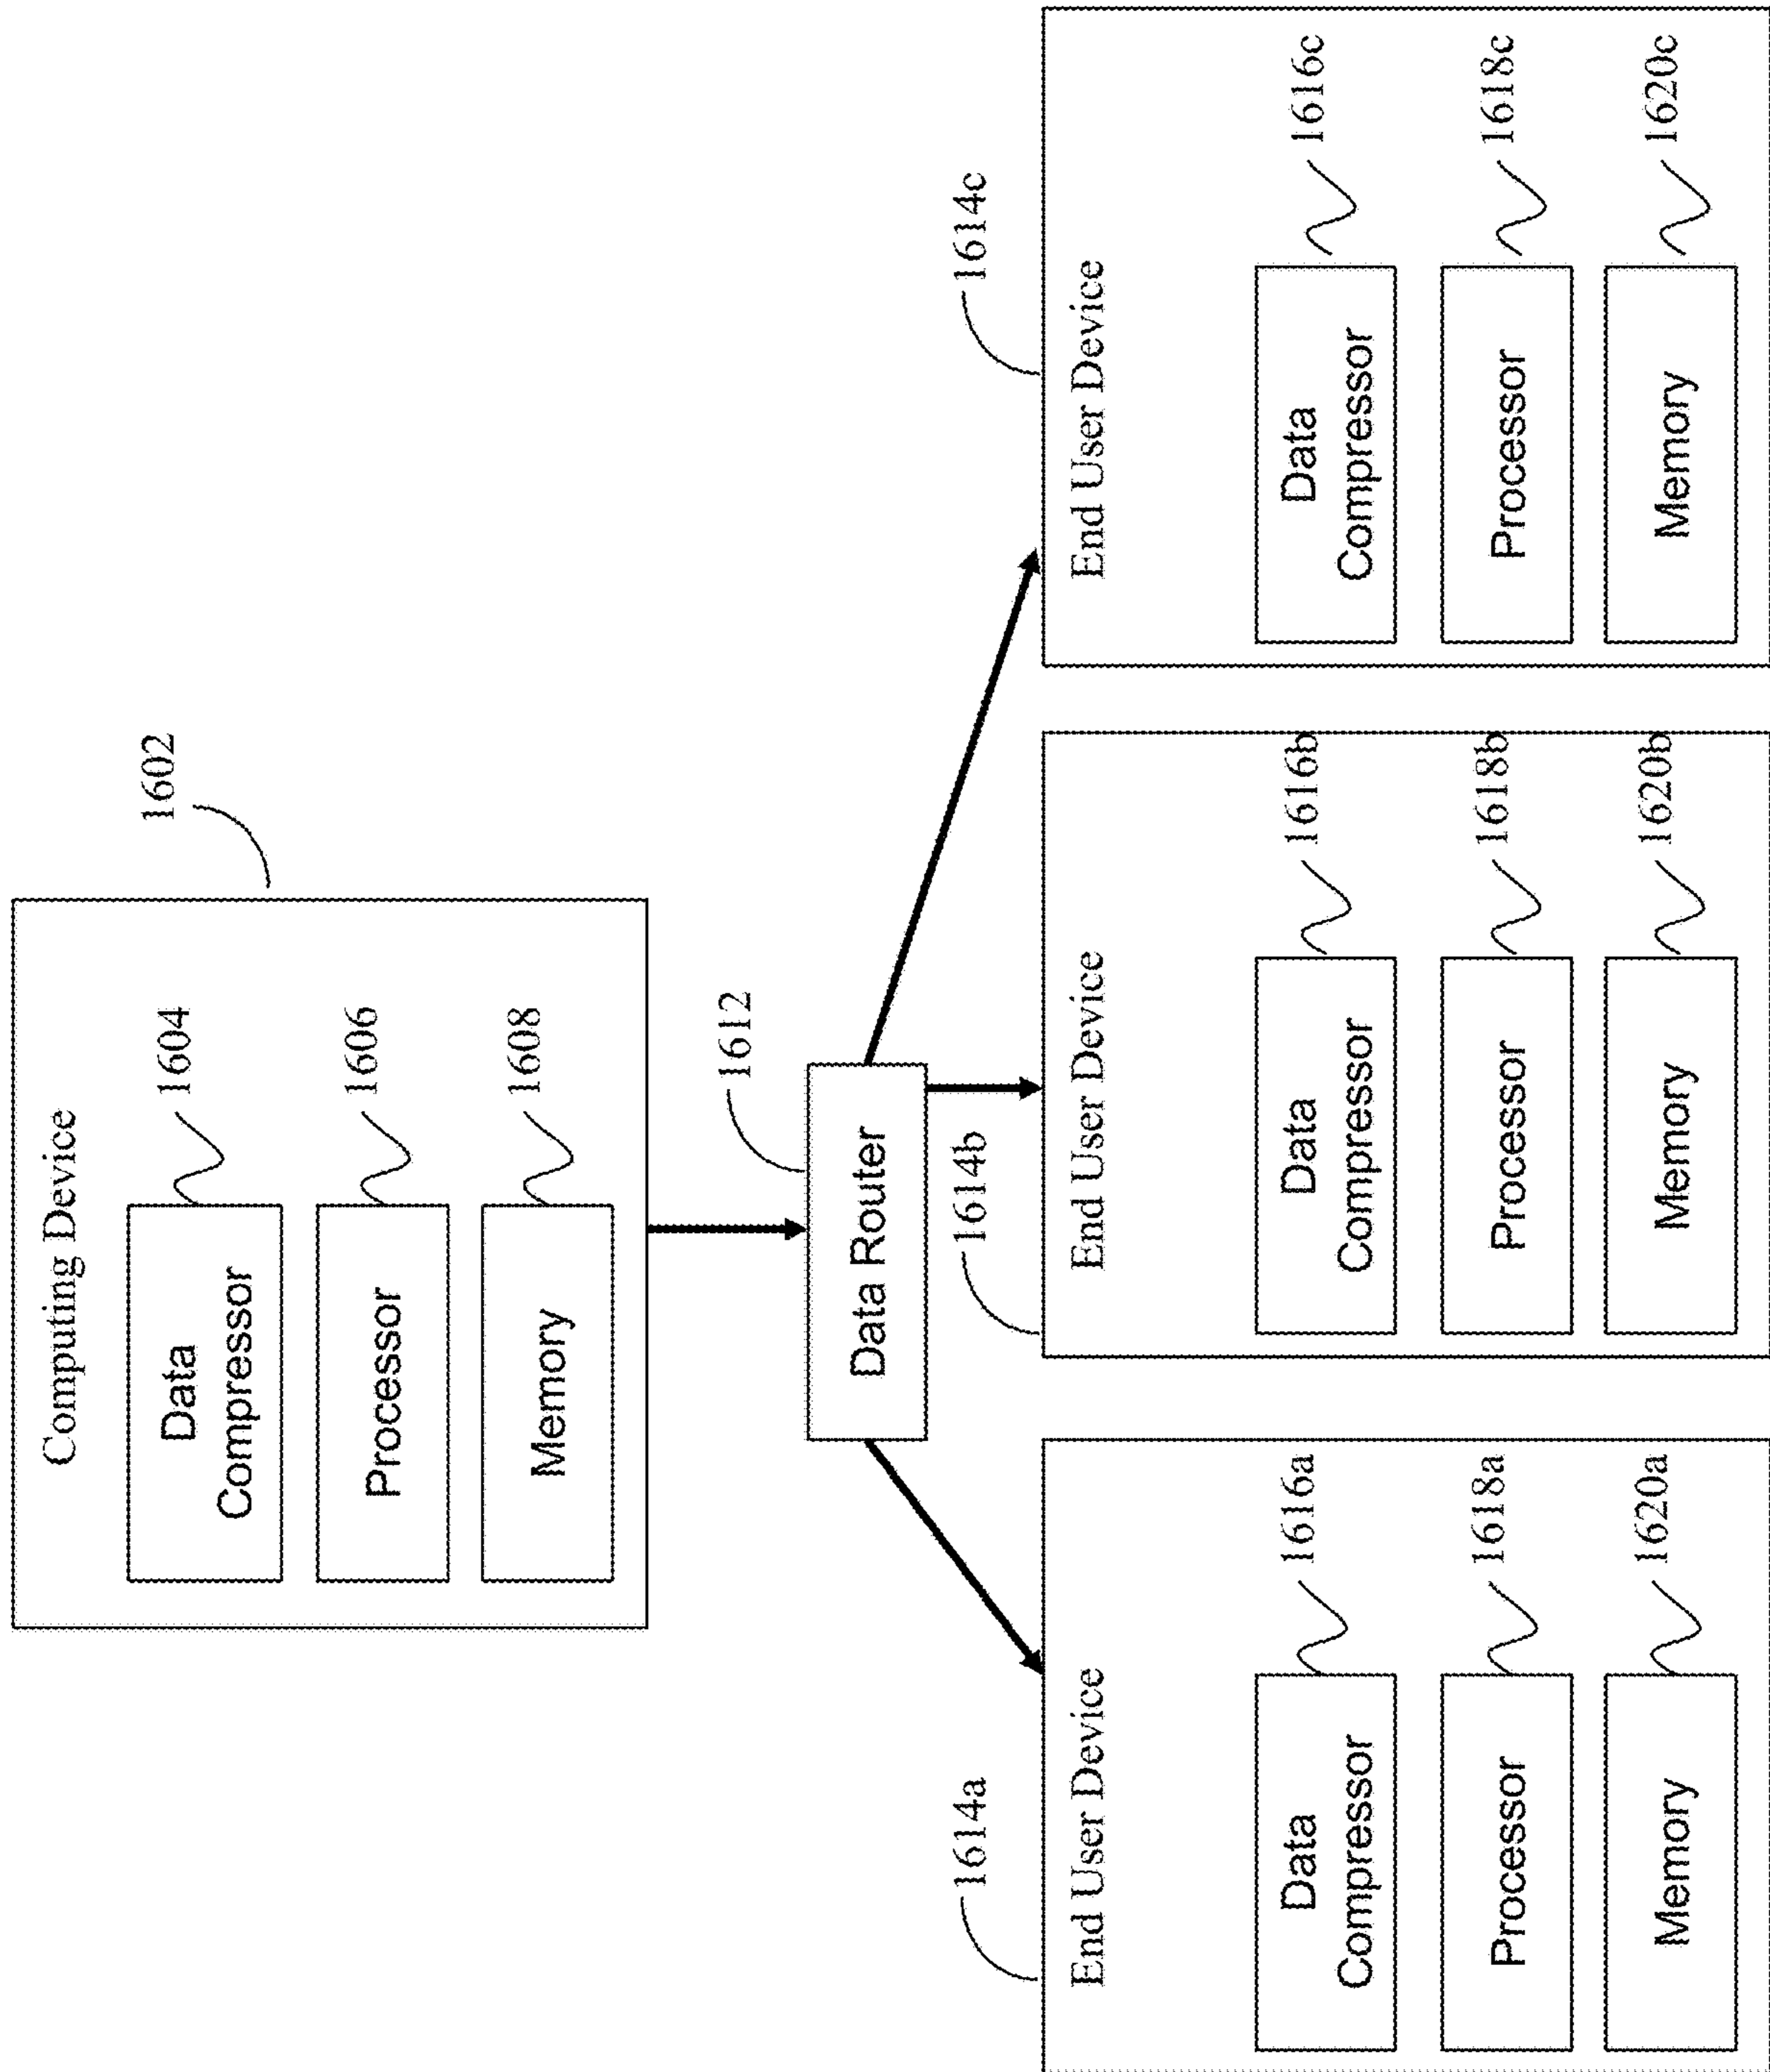 Computing Device
1602
Data
Compressor
1604
Processor
1606
Memory
1608
Data Router
1612
1614a
End User Device
Data
Compressor
1616a
Processor
1618a
Memory
1620a
1614b
End User Device
Data
Compressor
1616b
Processor
1618b
Memory
1620b
1614c
End User Device
Data
Compressor
1616c
Processor
1618c
Memory
1620c